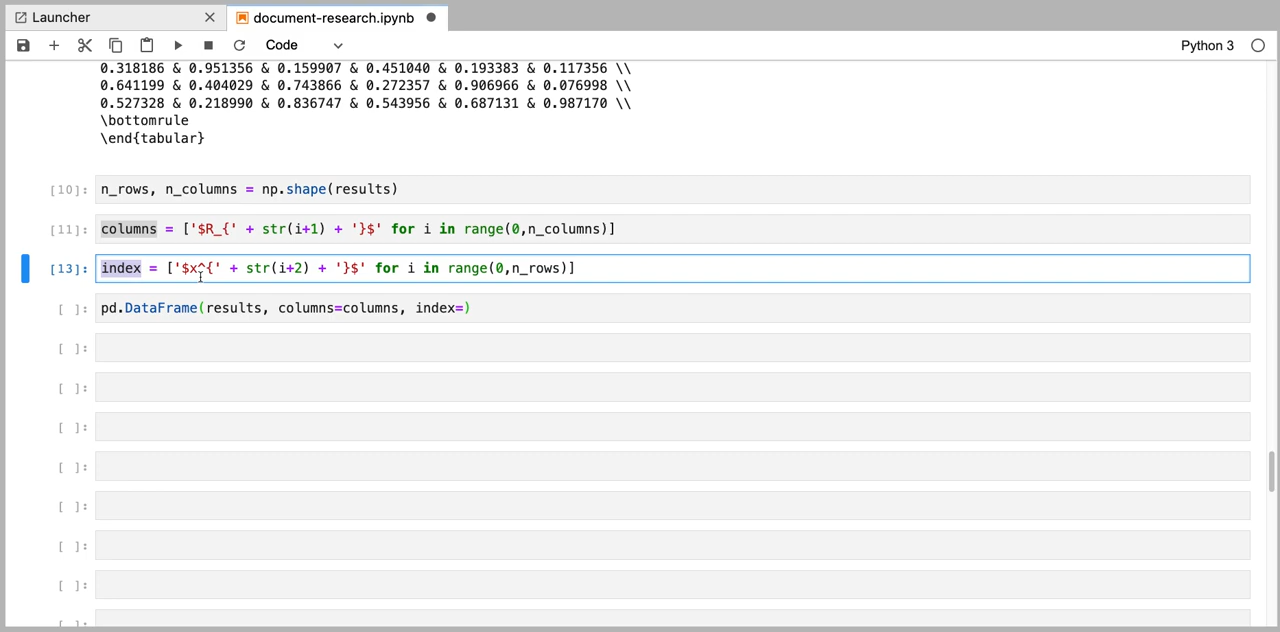 Launcher
document-research.ipynb
Code
Python 3
0.318186 & 0.951356 & 0.159907 & 0.451040 & 0.193383 & 0.117356 \\
0.641199 & 0.404029 & 0.743866 & 0.272357 & 0.906966 & 0.076998 \\
0.527328 & 0.218990 & 0.836747 & 0.543956 & 0.687131 & 0.987170 \\
\bottomrule
\end{tabular}
[10]: n_rows, n_columns = np.shape(results)
[11]: columns = ['$R_{' + str(i+1) + '}$' for i in range(0,n_columns)]
[13]: index = ['$x^{' + str(i+2) + '}$' for i in range(0,n_rows)]
[ ]: pd.DataFrame(results, columns=columns, index=)
[ ]:
[ ]:
[ ]:
[ ]:
[ ]:
[ ]:
[ ]:
[ ]: